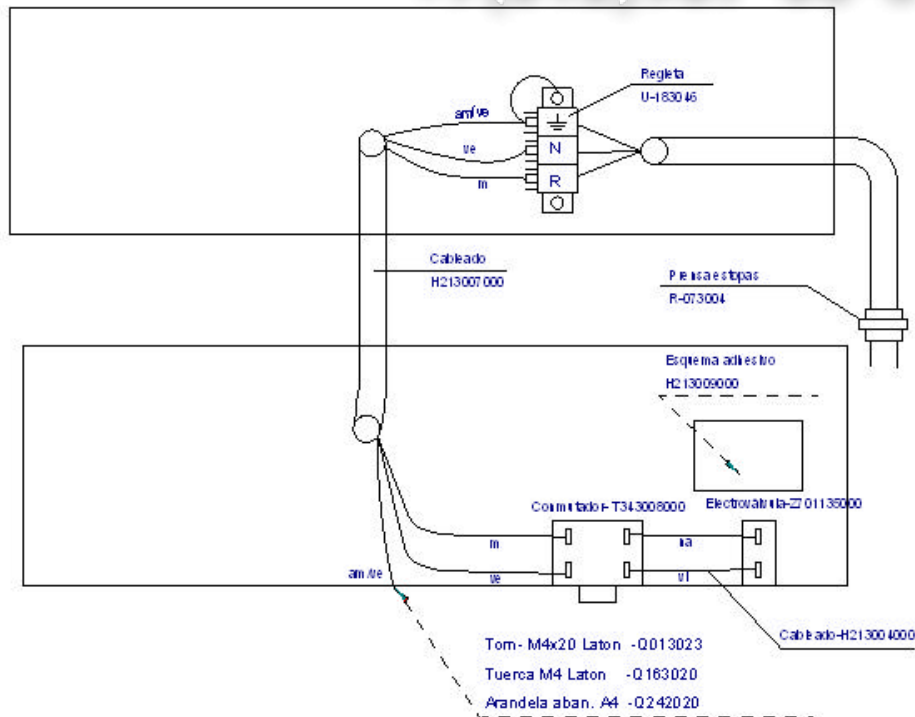 Regleta
U-183046
am/ve
N
ve
R
m
Cableado
H213007000
Prensaestopas
R-073004
Esquema adhesivo
H213009000
Conmutador-T343008000
Electroválvula-Z701135000
m
na
am/ve
ve
vi
Cableado-H213004000
Torn- M4x20 Laton -Q013023
Tuerca M4 Laton -Q163020
Arandela aban. A4 -Q242020